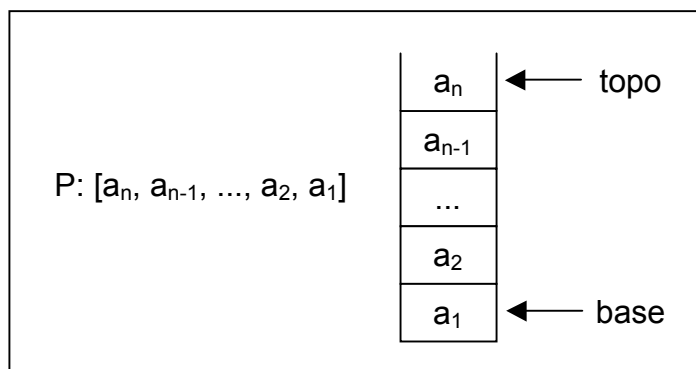 aₙ
topo
aₙ₋₁
P: [aₙ, aₙ₋₁, ..., a₂, a₁]
...
a₂
a₁
base